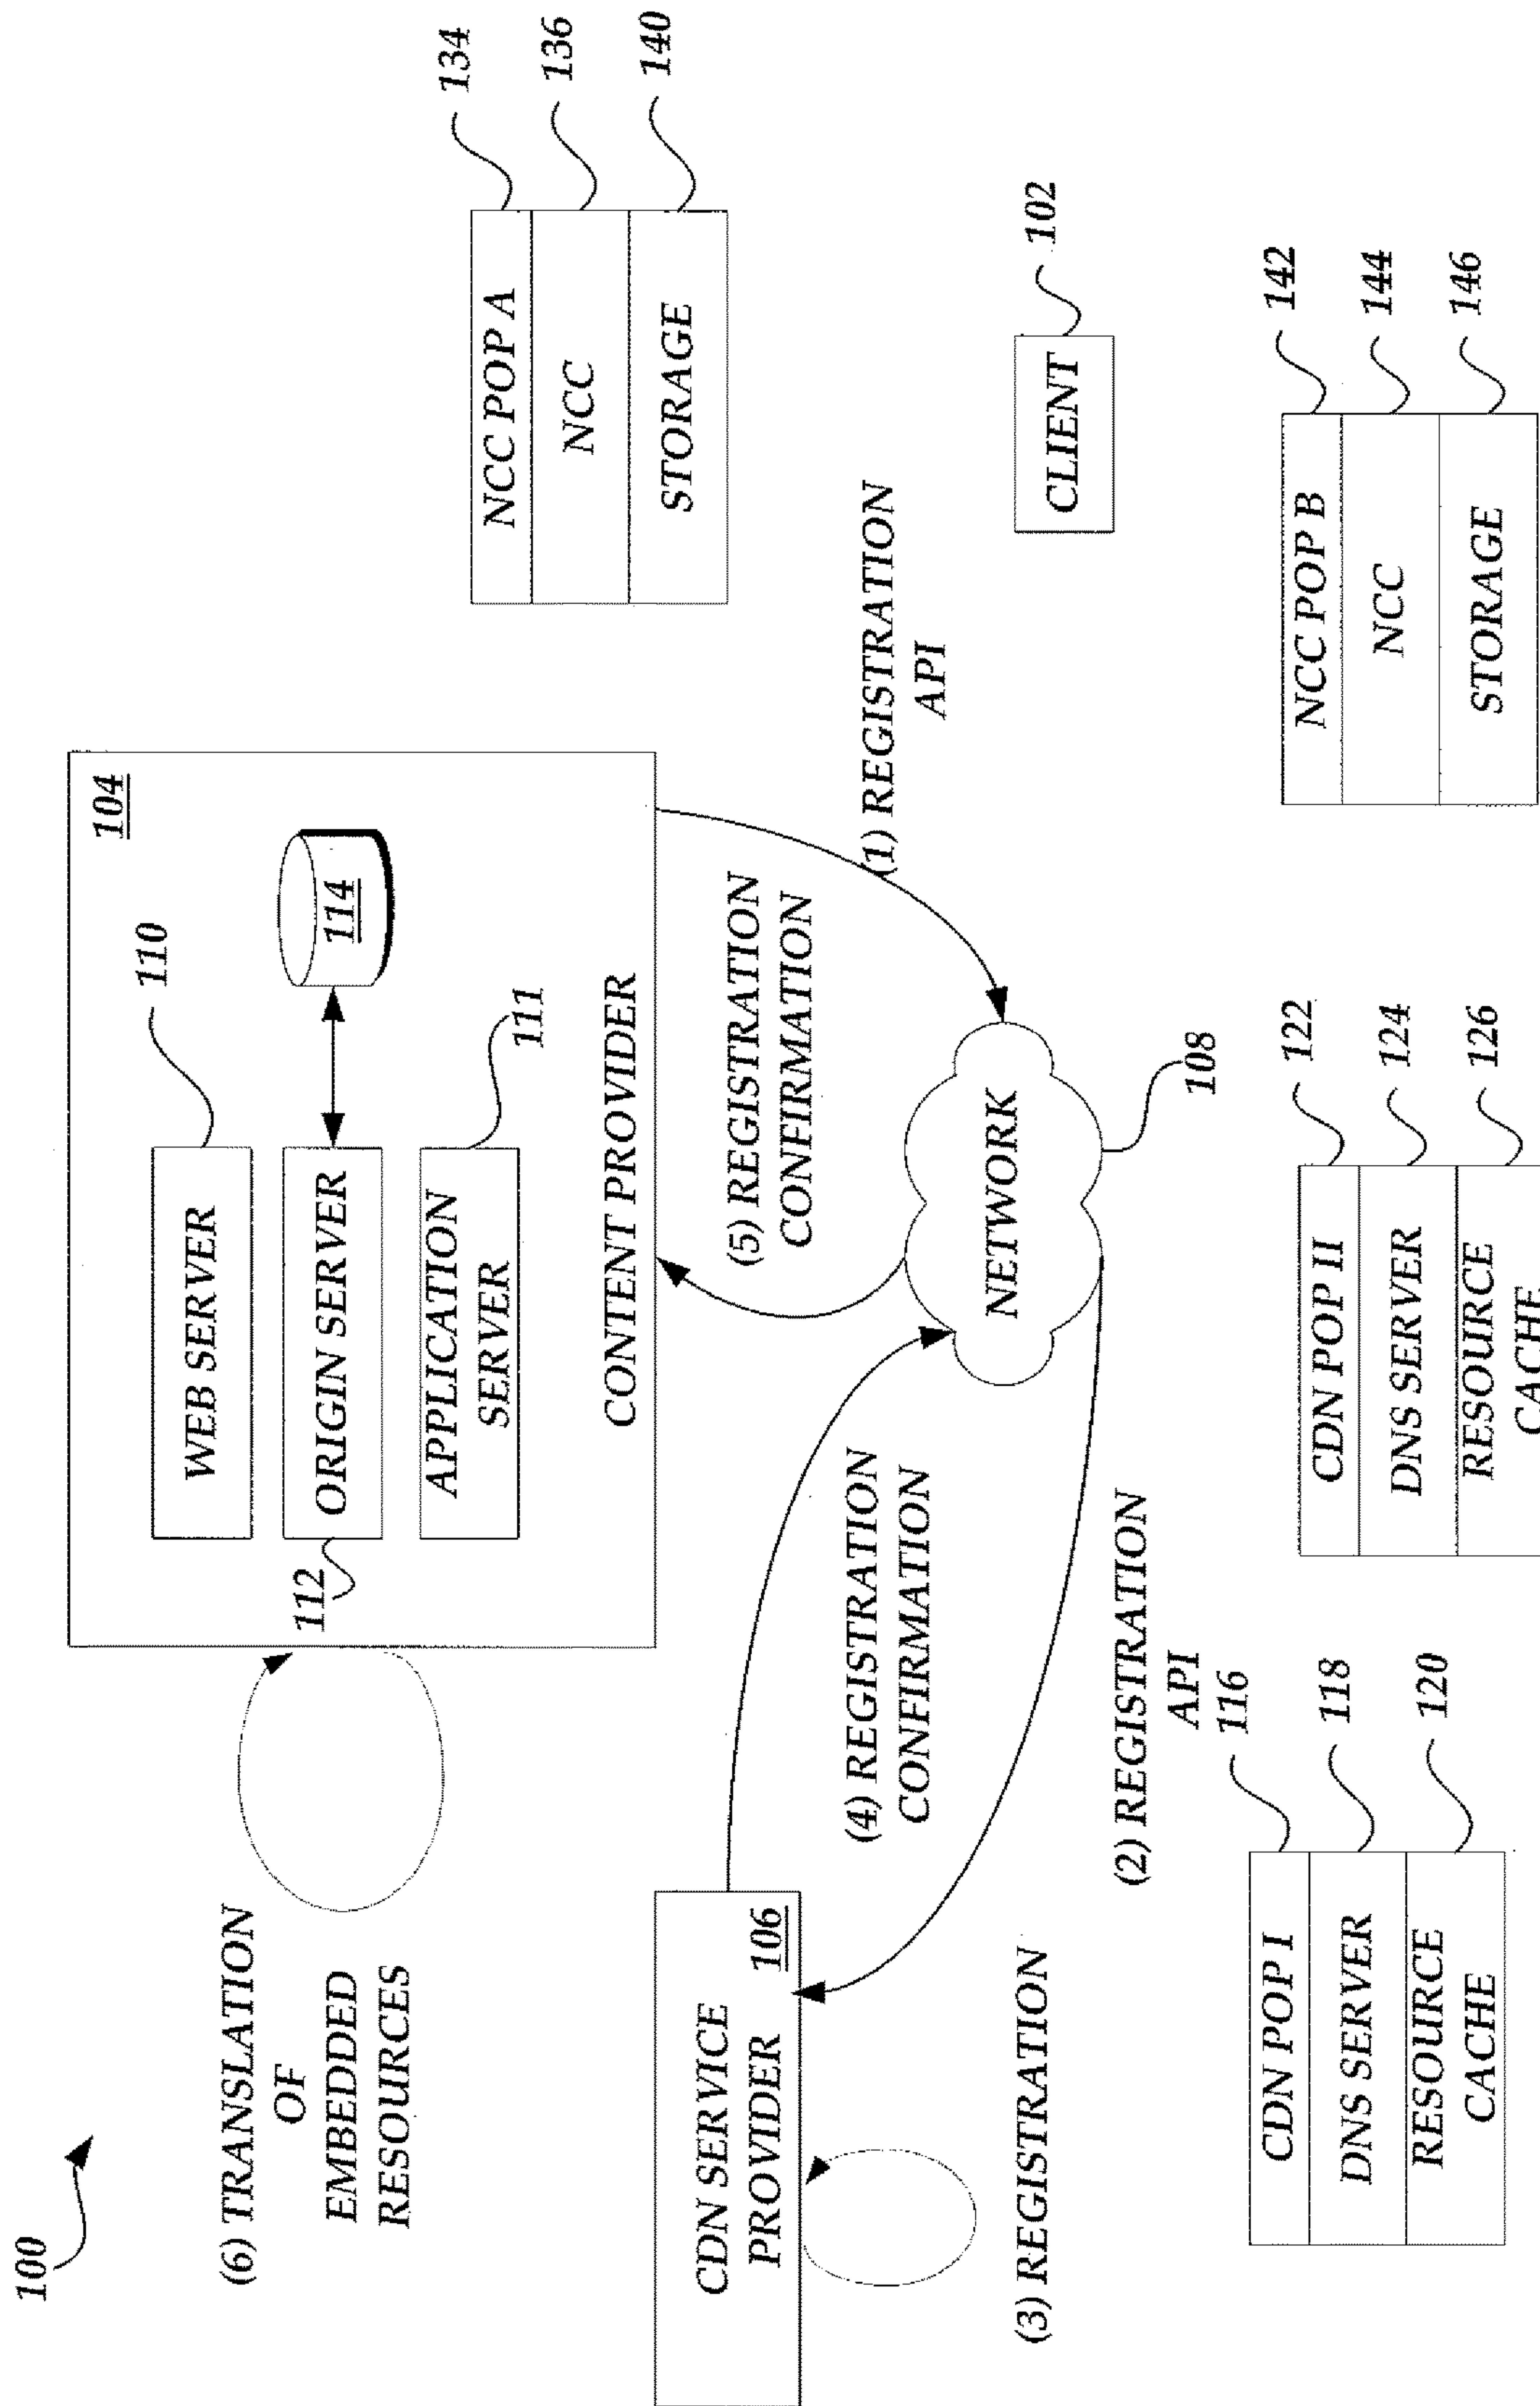 100
(6) TRANSLATION
OF
EMBEDDED
RESOURCES
104
WEB SERVER
110
ORIGIN SERVER
112
114
APPLICATION
SERVER
111
CONTENT PROVIDER
NCC POP A
134
NCC
136
STORAGE
140
CDN SERVICE
PROVIDER
106
(4) REGISTRATION
CONFIRMATION
(5) REGISTRATION
CONFIRMATION
(1) REGISTRATION
API
NETWORK
108
CLIENT
102
(3) REGISTRATION
(2) REGISTRATION
API
CDN POP I
116
DNS SERVER
118
RESOURCE
CACHE
120
CDN POP II
122
DNS SERVER
124
RESOURCE
CACHE
126
NCC POP B
142
NCC
144
STORAGE
146